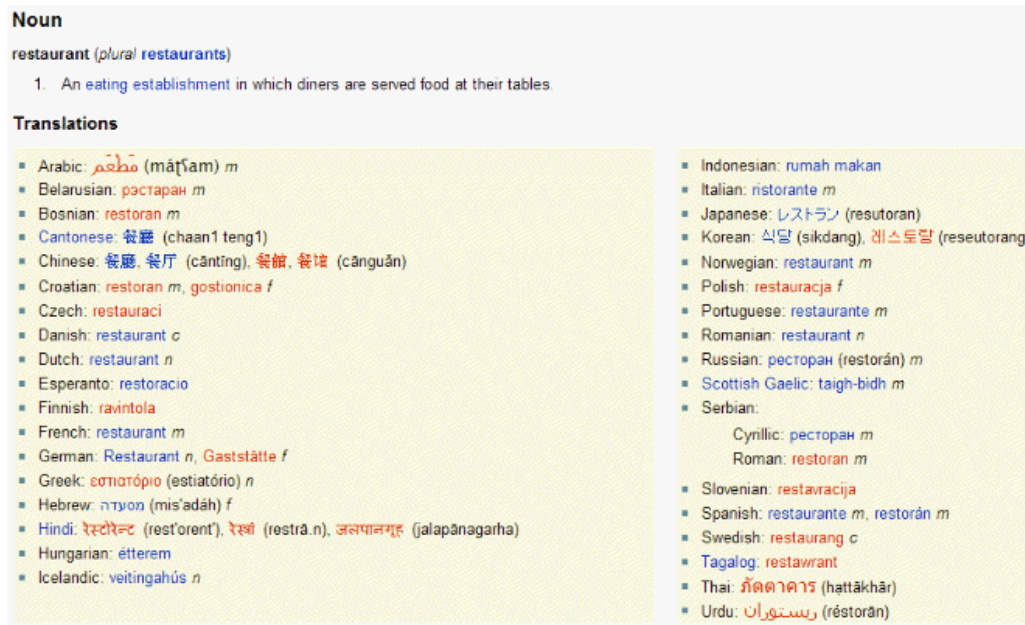 Noun
restaurant (plural restaurants)
1. An eating establishment in which diners are served food at their tables.
Translations
Arabic: مَطْعَم (máṭʕam) m
Belarusian: рэстаран m
Bosnian: restoran m
Cantonese: 餐廳 (chaan1 teng1)
Chinese: 餐廳, 餐厅 (cāntīng), 餐館, 餐馆 (cānguǎn)
Croatian: restoran m, gostionica f
Czech: restauraci
Danish: restaurant c
Dutch: restaurant n
Esperanto: restoracio
Finnish: ravintola
French: restaurant m
German: Restaurant n, Gaststätte f
Greek: εστιατόριο (estiatório) n
Hebrew: מסעדה (mis'adáh) f
Hindi: रेस्टोरेन्ट (rest'orent'), रेस्त्रां (restrā.n), जलपानगृह (jalapānagarha)
Hungarian: étterem
Icelandic: veitingahús n
Indonesian: rumah makan
Italian: ristorante m
Japanese: レストラン (resutoran)
Korean: 식당 (sikdang), 레스토랑 (reseutorang
Norwegian: restaurant m
Polish: restauracja f
Portuguese: restaurante m
Romanian: restaurant n
Russian: ресторан (restorán) m
Scottish Gaelic: taigh-bidh m
Serbian:
Cyrillic: ресторан m
Roman: restoran m
Slovenian: restavracija
Spanish: restaurante m, restorán m
Swedish: restaurang c
Tagalog: restawrant
Thai: ภัตตาคาร (hạttākhār)
Urdu: ریستوران (réstorān)